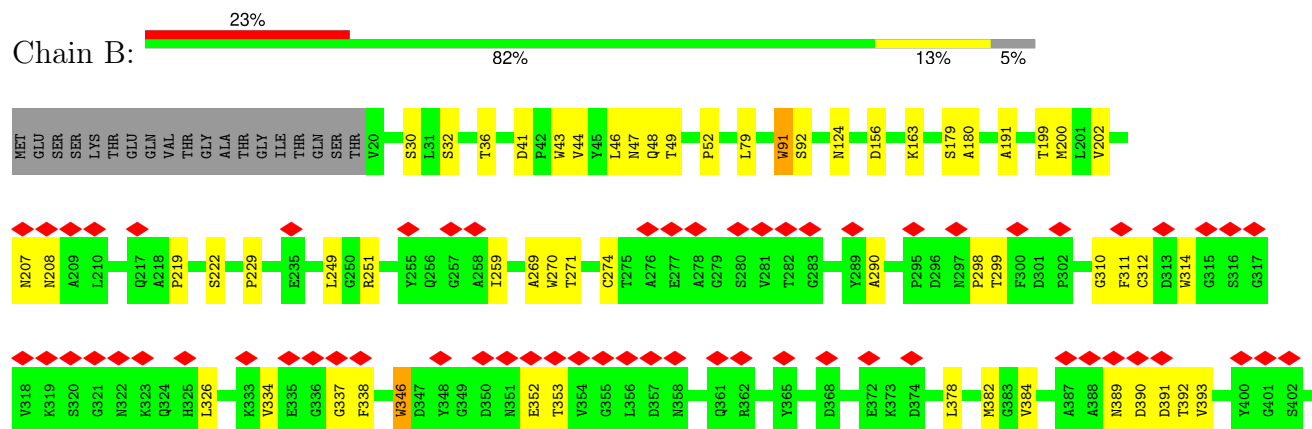 23%
Chain B:
82% 13% 5%
MET GLU SER SER LYS THR GLU GLN VAL THR GLY ALA THR GLY ILE THR GLN SER THR V20 S30 L31 S32 T36 D41 P42 W43 V44 Y45 L46 N47 Q48 T49 P52 L79 W91 S92 N124 D156 K163 S179 A180 A191 T199 M200 L201 V202
N207 N208 A209 L210 Q217 A218 P219 S222 P229 E235 L249 G250 R251 Y255 Q256 G257 A258 I259 A269 W270 T271 C274 T275 A276 E277 A278 G279 S280 V281 T282 G283 Y289 A290 P295 D296 N297 P298 T299 F300 D301 P302 G310 F311 C312 D313 W314 G315 S316 G317
V318 K319 S320 G321 N322 K323 Q324 H325 L326 K333 V334 E335 G336 G337 F338 W346 D347 Y348 G349 D350 N351 E352 T353 V354 G355 L356 D357 N358 Q361 R362 Y365 D368 E372 K373 D374 L378 M382 G383 V384 A387 A388 N389 D390 D391 T392 V393 Y400 G401 S402